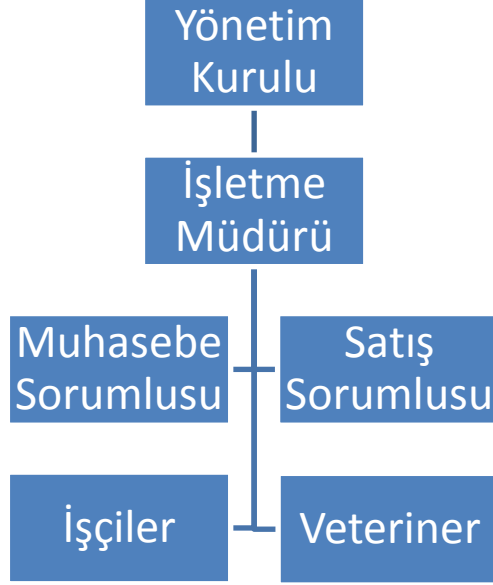 Yönetim
Kurulu
İşletme
Müdürü
Muhasebe
Sorumlusu
Satış
Sorumlusu
İşçiler
Veteriner